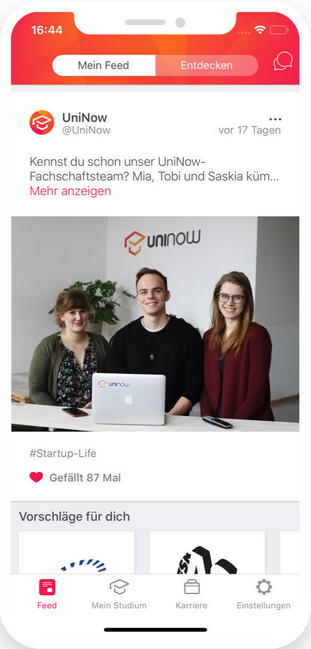 16:44
Mein Feed
Entdecken
UniNow
@UniNow
vor 17 Tagen
Kennst du schon unser UniNow-
Fachschaftsteam? Mia, Tobi und Saskia küm...
Mehr anzeigen
UNINOW
UNINOW
#Startup-Life
Gefällt 87 Mal
Vorschläge für dich
Feed
Mein Studium
Karriere
Einstellungen